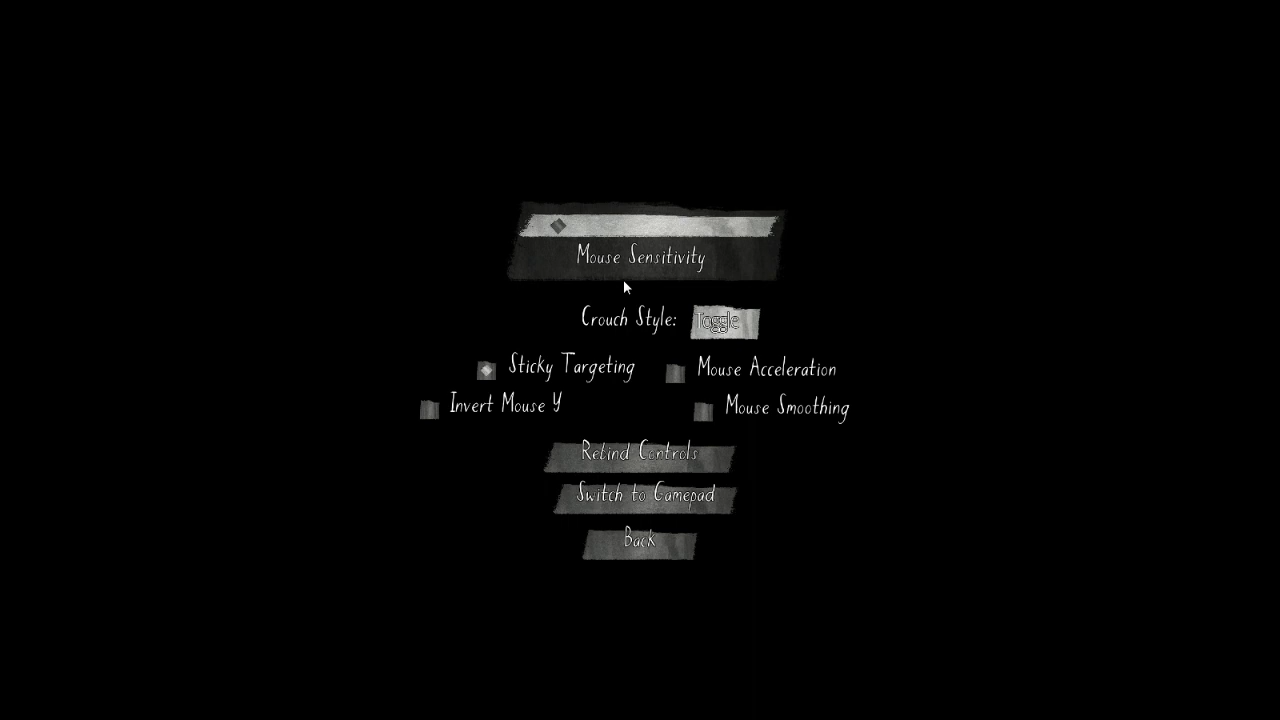 Mouse Sensitivity
Crouch Style: Toggle
Sticky Targeting
Mouse Acceleration
Invert Mouse Y
Mouse Smoothing
Rebind Controls
Switch to Gamepad
Back